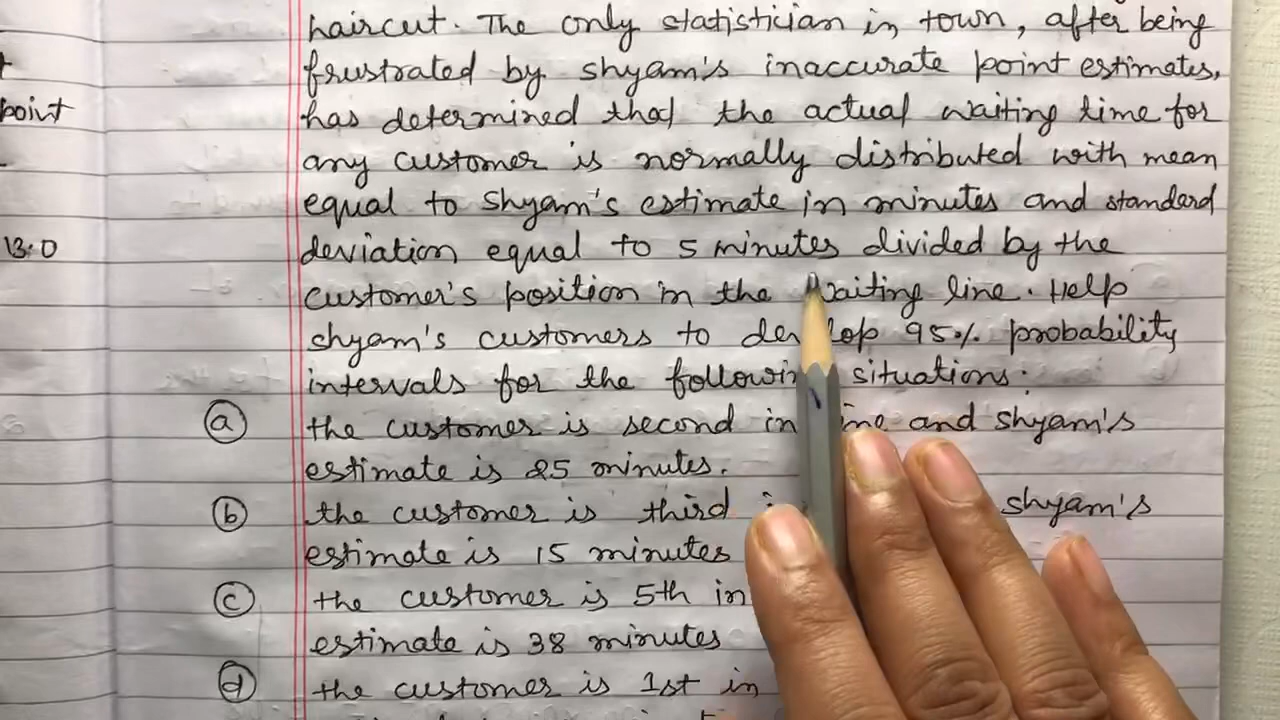 haircut. The only statistician in town, after being
frustrated by shyam's inaccurate point estimates,
point
has determined that the actual waiting time for
any customer is normally distributed with mean
equal to shyam's estimate in minutes and standard
13.0
deviation equal to 5 minutes divided by the
customer's position in the waiting line. Help
shyam's customers to develop 95% probability
intervals for the following situations.
(a) the customer is second in line and shyam's
estimate is 25 minutes.
(b) the customer is third shyam's
estimate is 15 minutes
(c) the customer is 5th in
estimate is 38 minutes
(d) the customer is 1st in